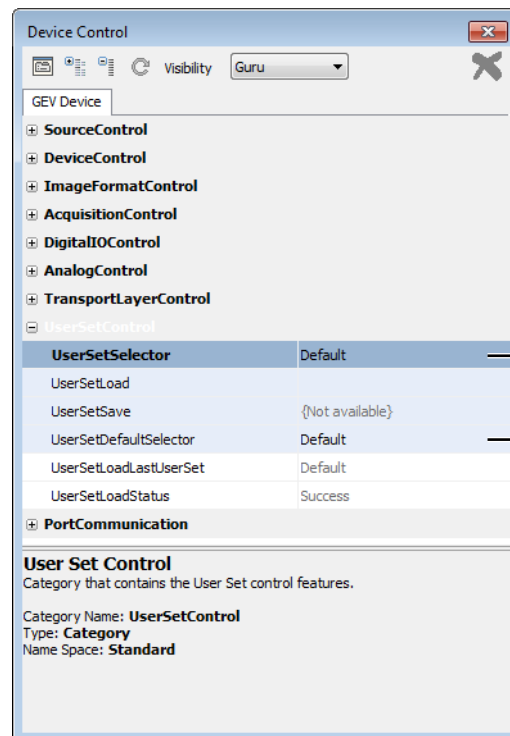 Device Control
Visibility Guru
GEV Device
SourceControl
DeviceControl
ImageFormatControl
AcquisitionControl
DigitalIOControl
AnalogControl
TransportLayerControl
UserSetControl
UserSetSelector Default
UserSetLoad
UserSetSave {Not available}
UserSetDefaultSelector Default
UserSetLoadLastUserSet Default
UserSetLoadStatus Success
PortCommunication
User Set Control
Category that contains the User Set control features.
Category Name: UserSetControl
Type: Category
Name Space: Standard